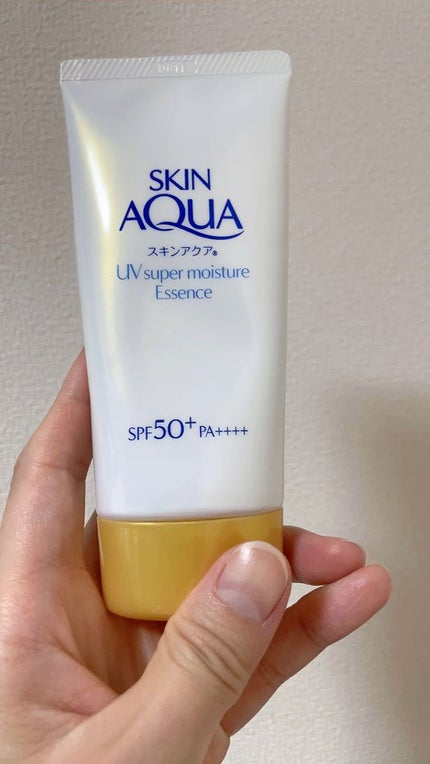 SKIN
AQUA
スキンアクア®
UV super moisture
Essence
SPF50+ PA++++